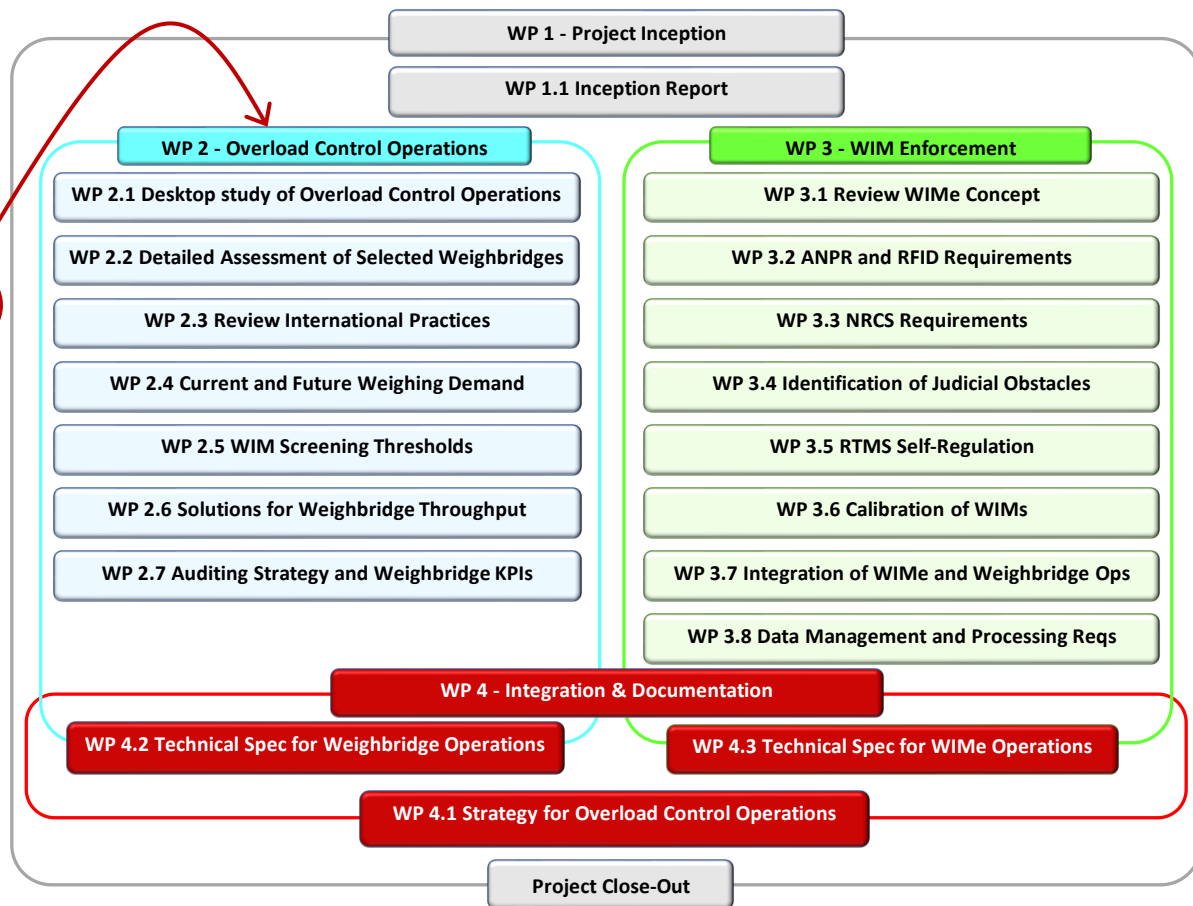 WP 1 - Project Inception
WP 1.1 Inception Report
WP 2 - Overload Control Operations
WP 2.1 Desktop study of Overload Control Operations
WP 2.2 Detailed Assessment of Selected Weighbridges
WP 2.3 Review International Practices
WP 2.4 Current and Future Weighing Demand
WP 2.5 WIM Screening Thresholds
WP 2.6 Solutions for Weighbridge Throughput
WP 2.7 Auditing Strategy and Weighbridge KPIs
WP 3 - WIM Enforcement
WP 3.1 Review WIMe Concept
WP 3.2 ANPR and RFID Requirements
WP 3.3 NRCS Requirements
WP 3.4 Identification of Judicial Obstacles
WP 3.5 RTMS Self-Regulation
WP 3.6 Calibration of WIMs
WP 3.7 Integration of WIMe and Weighbridge Ops
WP 3.8 Data Management and Processing Reqs
WP 4 - Integration & Documentation
WP 4.2 Technical Spec for Weighbridge Operations
WP 4.3 Technical Spec for WIMe Operations
WP 4.1 Strategy for Overload Control Operations
Project Close-Out